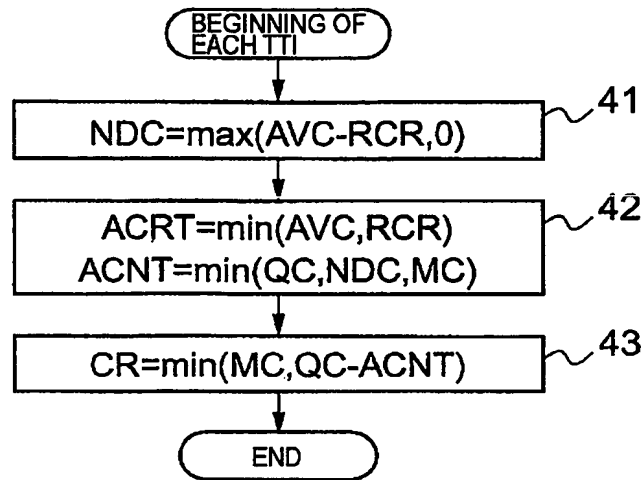 BEGINNING OF
EACH TTI
41
NDC=max(AVC-RCR,0)
42
ACRT=min(AVC,RCR)
ACNT=min(QC,NDC,MC)
43
CR=min(MC,QC-ACNT)
END